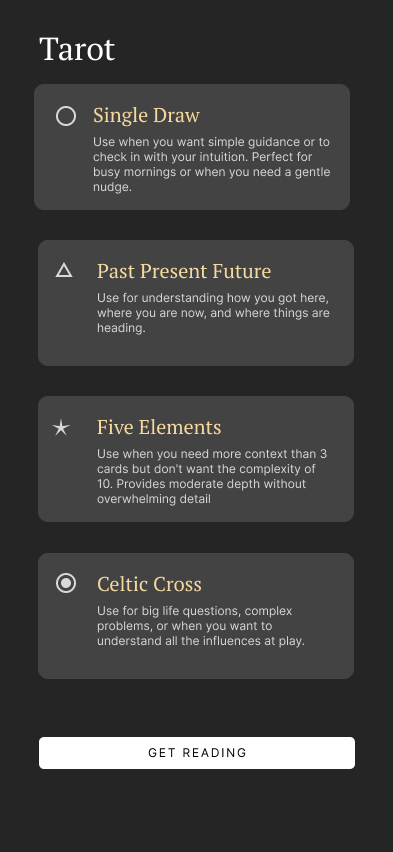 Tarot
Single Draw
Use when you want simple guidance or to
check in with your intuition. Perfect for
busy mornings or when you need a gentle
nudge.
Past Present Future
Use for understanding how you got here,
where you are now, and where things are
heading.
Five Elements
Use when you need more context than 3
cards but don't want the complexity of
10. Provides moderate depth without
overwhelming detail
Celtic Cross
Use for big life questions, complex
problems, or when you want to
understand all the influences at play.
GET READING